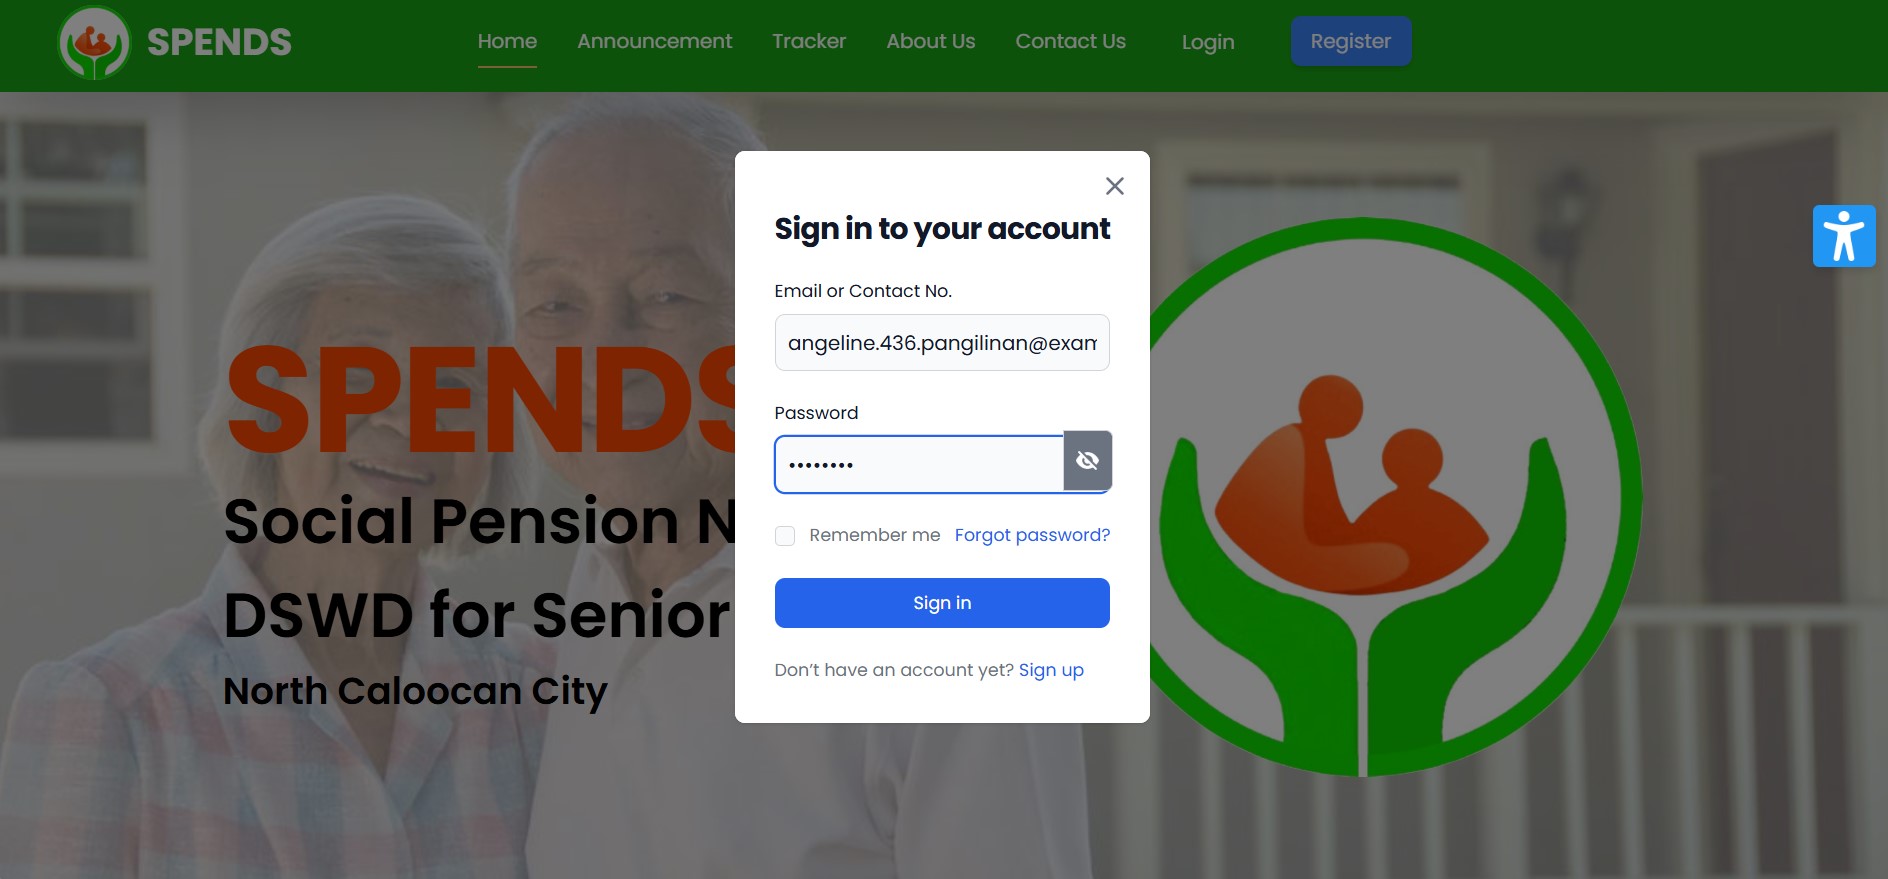 SPENDS
Home Announcement Tracker About Us Contact Us Login Register
SPENDS
Social Pension N
DSWD for Senior
North Caloocan City
Sign in to your account
Email or Contact No.
angeline.436.pangilinan@exam
Password
••••••••
Remember me Forgot password?
Sign in
Don’t have an account yet? Sign up